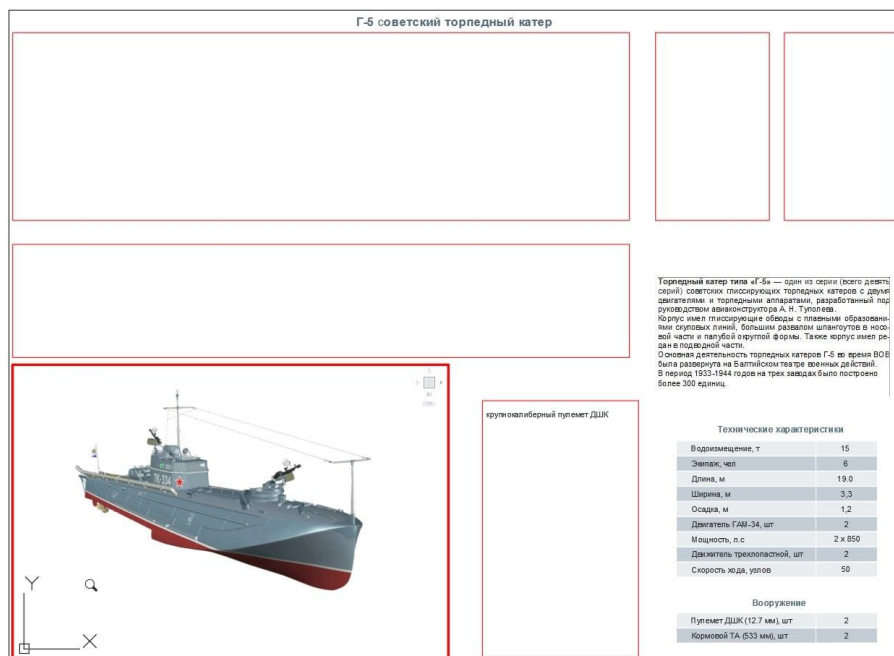 Г-5 советский торпедный катер
Торпедный катер типа «Г-5» — один из серии (всего девять
серий) советских глиссирующих торпедных катеров с двумя
двигателями и торпедными аппаратами, разработанный под
руководством авиаконструктора А. Н. Туполева.
Корпус имел глиссирующие обводы с плавными образовани-
ями скуловых линий, большим развалом шпангоутов в носо-
вой части и палубой округлой формы. Также корпус имел ре-
дан в подводной части.
Основная деятельность торпедных катеров Г-5 во время ВОВ
была развернута на Балтийском театре военных действий.
В период 1933-1944 годов на трех заводах было построено
более 300 единиц.
ТК-334
Y
X
крупнокалиберный пулемет ДШК
Технические характеристики
Водоизмещение, т 15
Экипаж, чел 6
Длина, м 19.0
Ширина, м 3,3
Осадка, м 1,2
Двигатель ГАМ-34, шт 2
Мощность, л.с 2 x 850
Движитель трехлопастной, шт 2
Скорость хода, узлов 50
Вооружение
Пулемет ДШК (12.7 мм), шт 2
Кормовой ТА (533 мм), шт 2